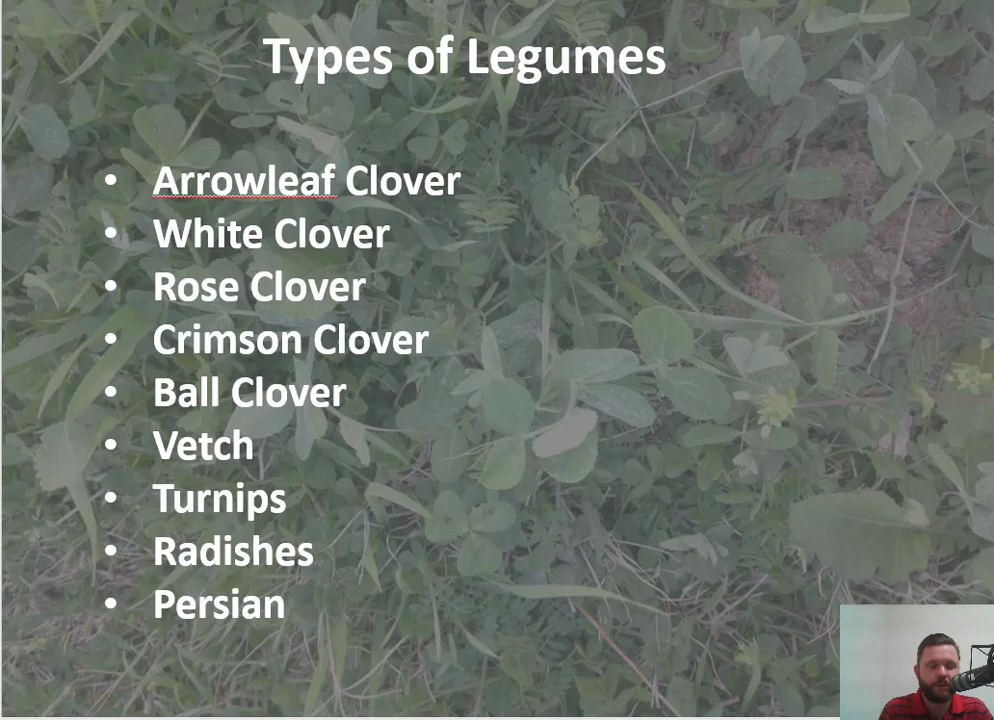 Types of Legumes
• Arrowleaf Clover
• White Clover
• Rose Clover
• Crimson Clover
• Ball Clover
• Vetch
• Turnips
• Radishes
• Persian